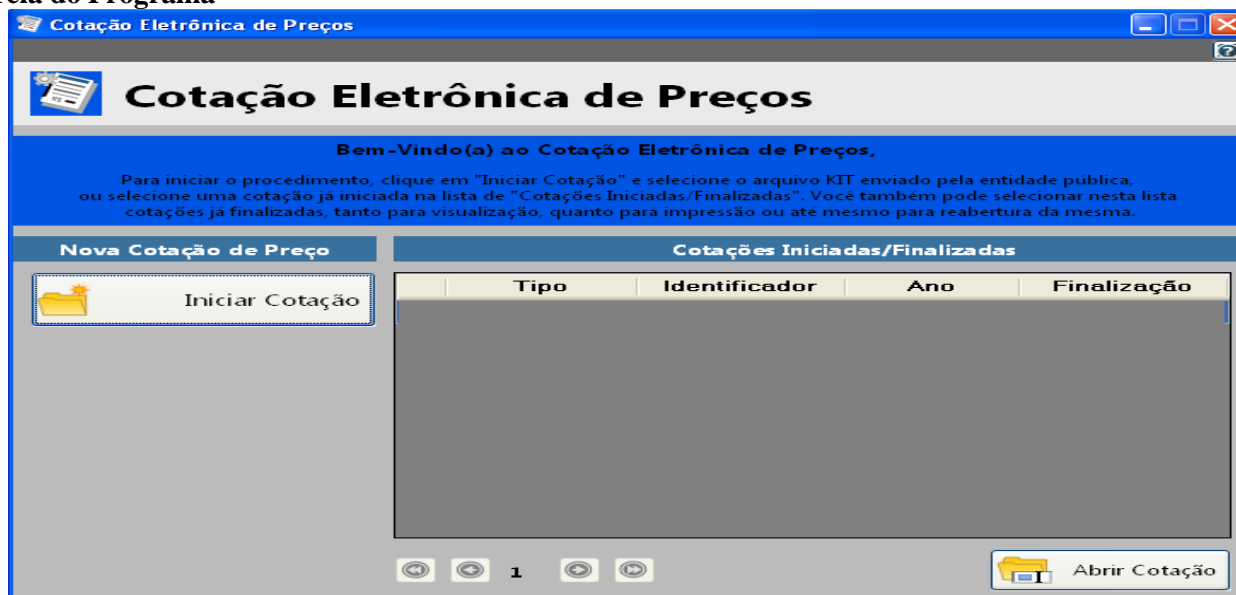 Tela do Programa
Cotação Eletrônica de Preços
Cotação Eletrônica de Preços
Bem-Vindo(a) ao Cotação Eletrônica de Preços,
Para iniciar o procedimento, clique em "Iniciar Cotação" e selecione o arquivo KIT enviado pela entidade pública,
ou selecione uma cotação já iniciada na lista de "Cotações Iniciadas/Finalizadas". Você também pode selecionar nesta lista
cotações já finalizadas, tanto para visualização, quanto para impressão ou até mesmo para reabertura da mesma.
Nova Cotação de Preço
Cotações Iniciadas/Finalizadas
Iniciar Cotação
Tipo Identificador Ano Finalização
1
Abrir Cotação